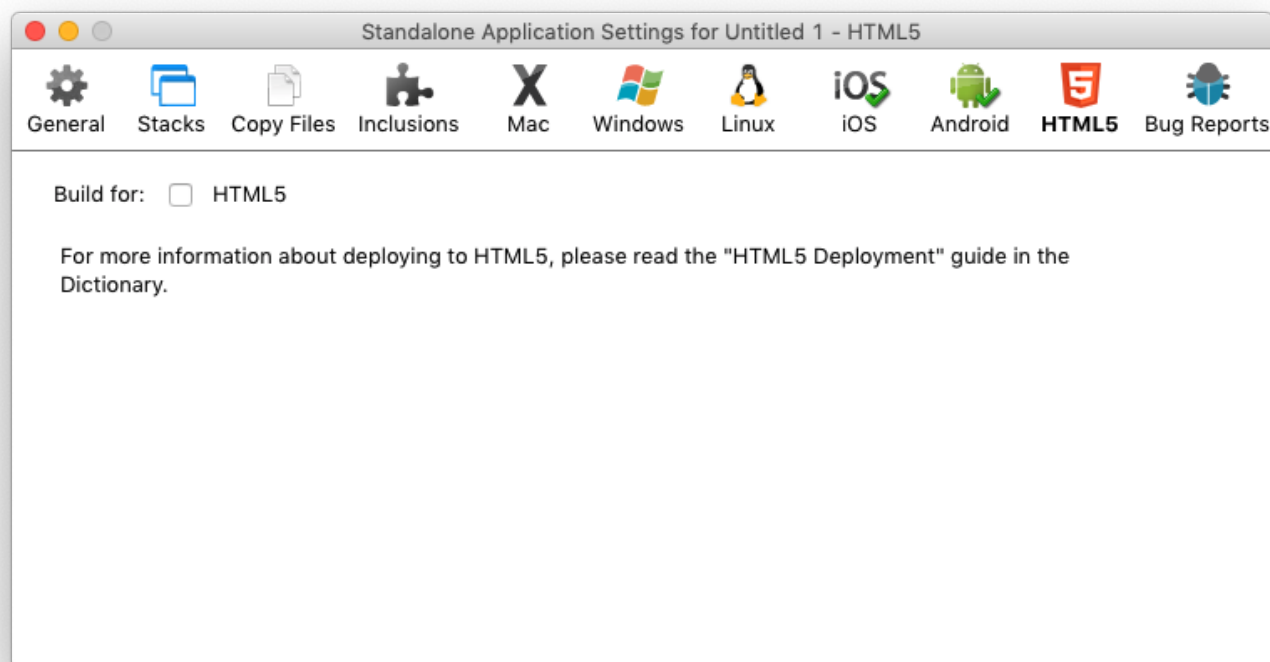 Standalone Application Settings for Untitled 1 - HTML5
iOS 5
General Stacks Copy Files Inclusions Mac Windows Linux iOS Android HTML5 Bug Reports
Build for: HTML5
For more information about deploying to HTML5, please read the "HTML5 Deployment" guide in the
Dictionary.